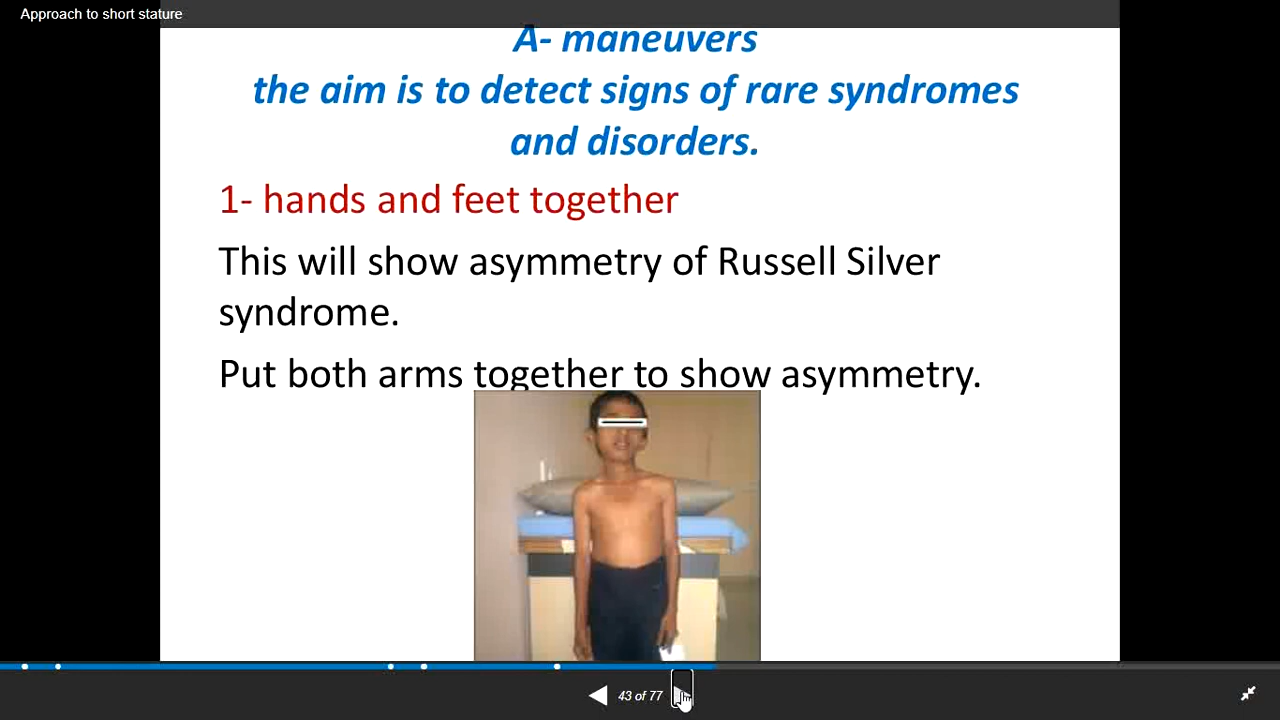 Approach to short stature
A- maneuvers
the aim is to detect signs of rare syndromes
and disorders.
1- hands and feet together
This will show asymmetry of Russell Silver
syndrome.
Put both arms together to show asymmetry.
43 of 77